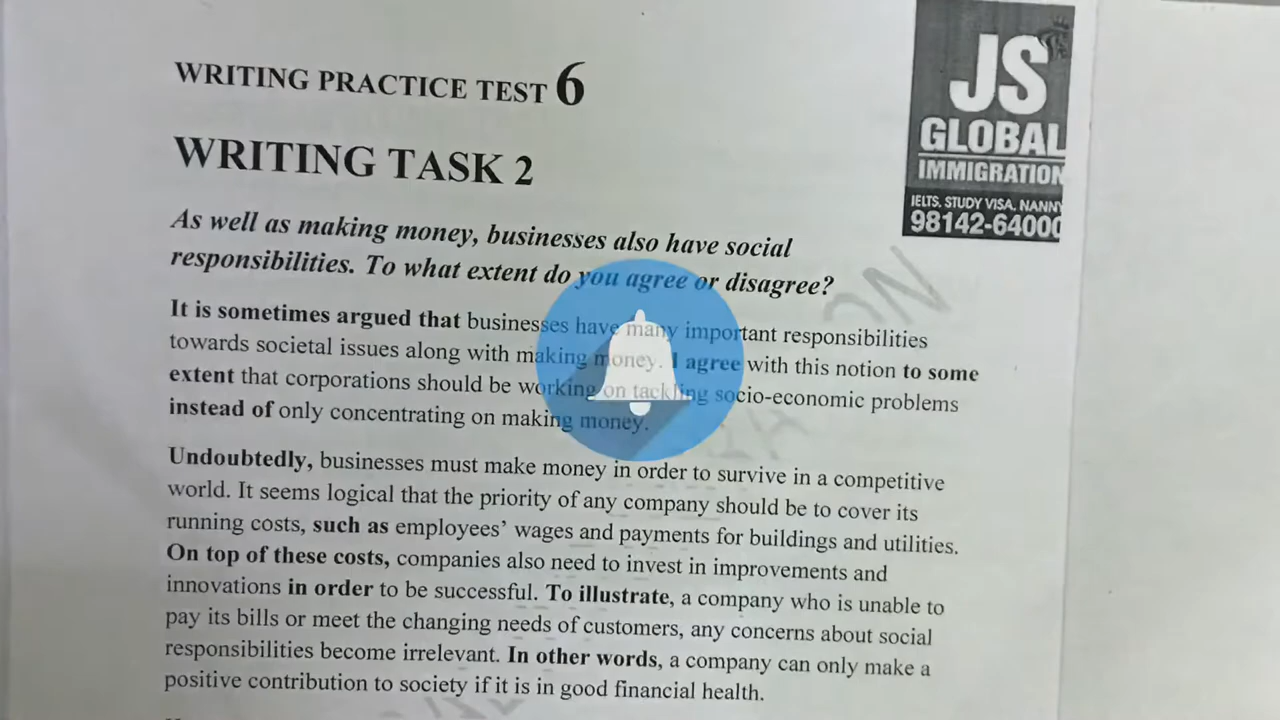 WRITING PRACTICE TEST 6
JS
GLOBAL
IMMIGRATION
IELTS, STUDY VISA, NANNY
98142-64000
WRITING TASK 2
As well as making money, businesses also have social
responsibilities. To what extent do you agree or disagree?
It is sometimes argued that businesses have many important responsibilities
towards societal issues along with making money. I agree with this notion to some
extent that corporations should be working on tackling socio-economic problems
instead of only concentrating on making money.
Undoubtedly, businesses must make money in order to survive in a competitive
world. It seems logical that the priority of any company should be to cover its
running costs, such as employees' wages and payments for buildings and utilities.
On top of these costs, companies also need to invest in improvements and
innovations in order to be successful. To illustrate, a company who is unable to
pay its bills or meet the changing needs of customers, any concerns about social
responsibilities become irrelevant. In other words, a company can only make a
positive contribution to society if it is in good financial health.